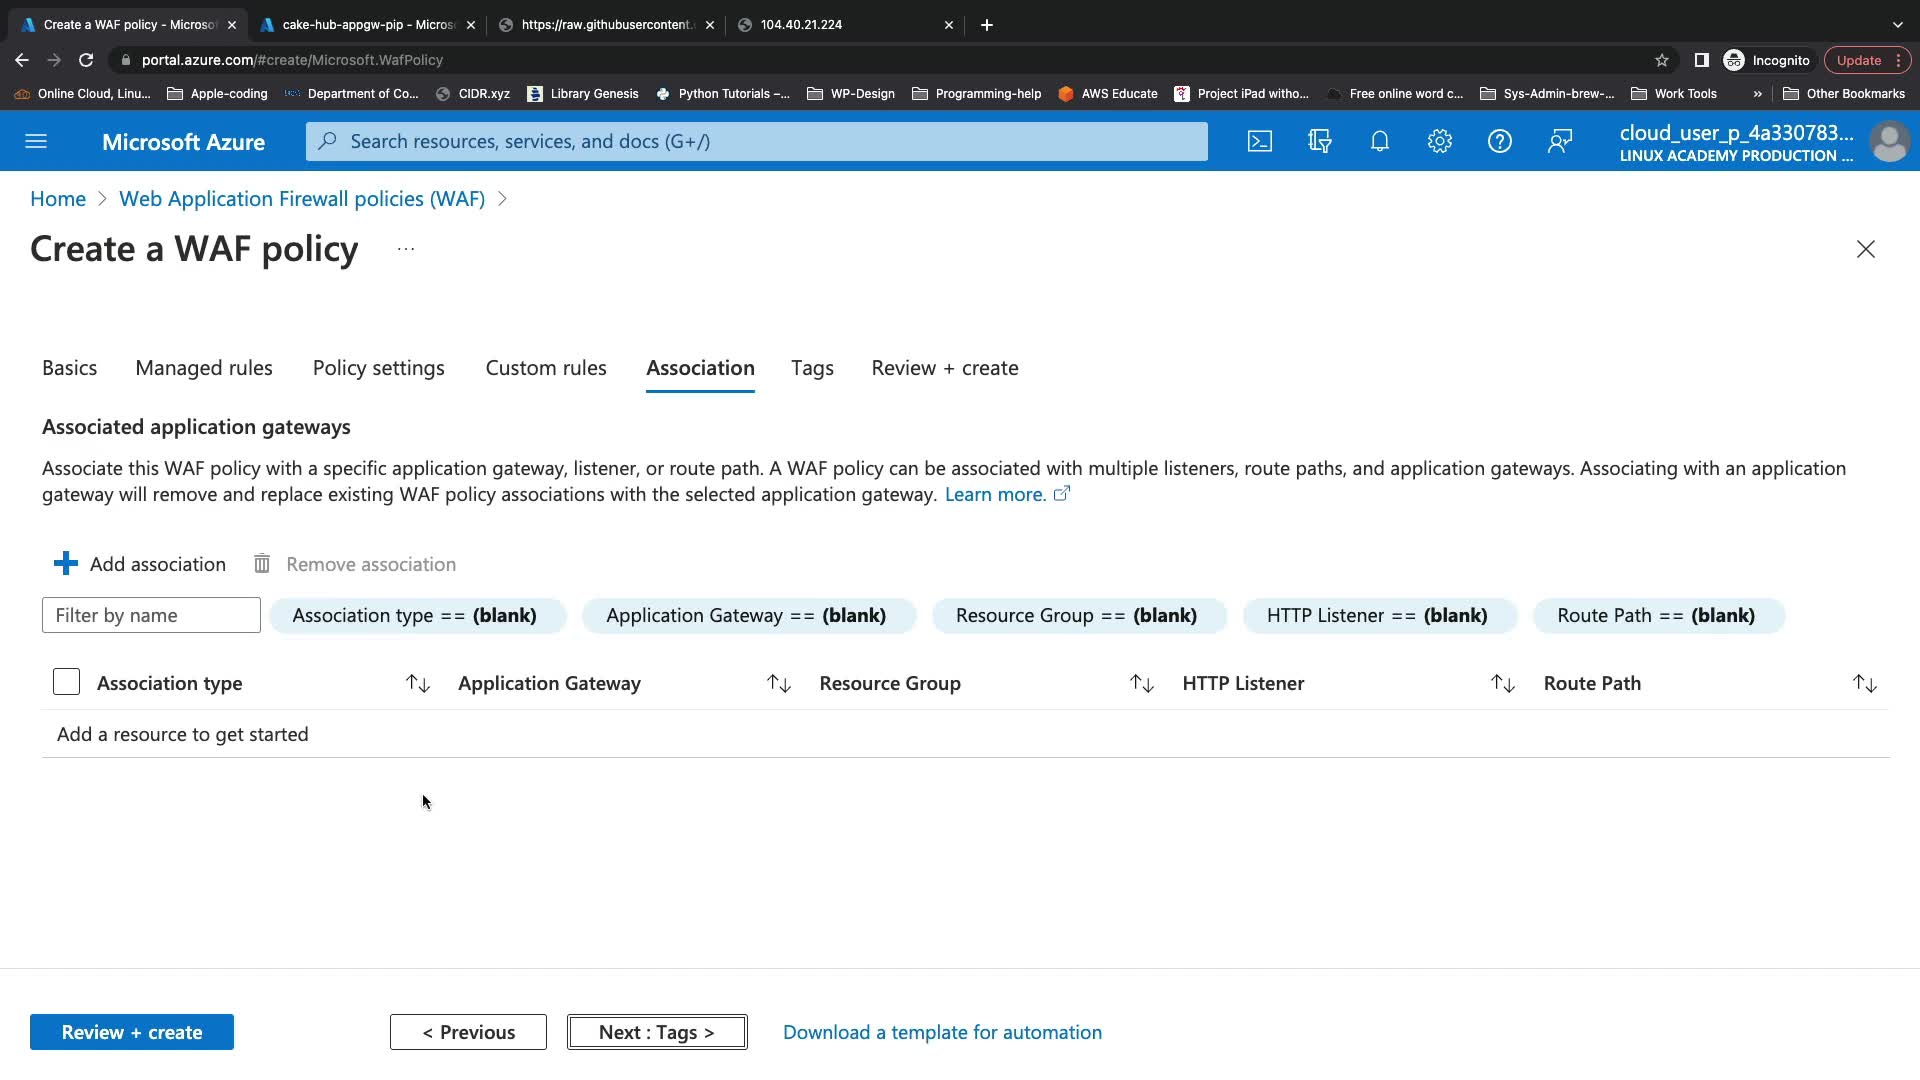 Create a WAF policy - Microso
cake-hub-appgw-pip - Micros
https://raw.githubusercontent.
104.40.21.224
portal.azure.com/#create/Microsoft.WafPolicy
Incognito
Update
Online Cloud, Linu...
Apple-coding
Department of Co...
CIDR.xyz
Library Genesis
Python Tutorials –...
WP-Design
Programming-help
AWS Educate
Project iPad witho...
Free online word c...
Sys-Admin-brew-...
Work Tools
»
Other Bookmarks
Microsoft Azure
Search resources, services, and docs (G+/)
cloud_user_p_4a330783...
LINUX ACADEMY PRODUCTION ...
Home > Web Application Firewall policies (WAF) >
Create a WAF policy ...
Basics
Managed rules
Policy settings
Custom rules
Association
Tags
Review + create
Associated application gateways
Associate this WAF policy with a specific application gateway, listener, or route path. A WAF policy can be associated with multiple listeners, route paths, and application gateways. Associating with an application
gateway will remove and replace existing WAF policy associations with the selected application gateway. Learn more.
Add association
Remove association
Filter by name
Association type == (blank)
Application Gateway == (blank)
Resource Group == (blank)
HTTP Listener == (blank)
Route Path == (blank)
Association type
Application Gateway
Resource Group
HTTP Listener
Route Path
Add a resource to get started
Review + create
< Previous
Next : Tags >
Download a template for automation